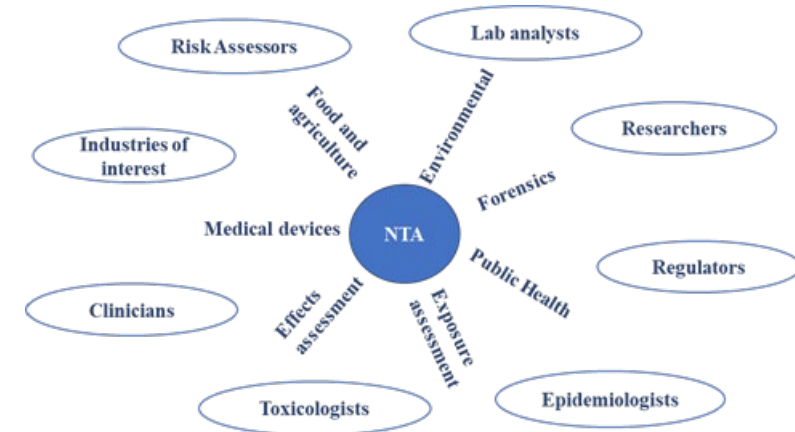 Risk Assessors
Lab analysts
Food and
agriculture
Environmental
Industries of
interest
Researchers
Forensics
Medical devices
NTA
Public Health
Regulators
Clinicians
Effects
assessment
Exposure
assessment
Toxicologists
Epidemiologists